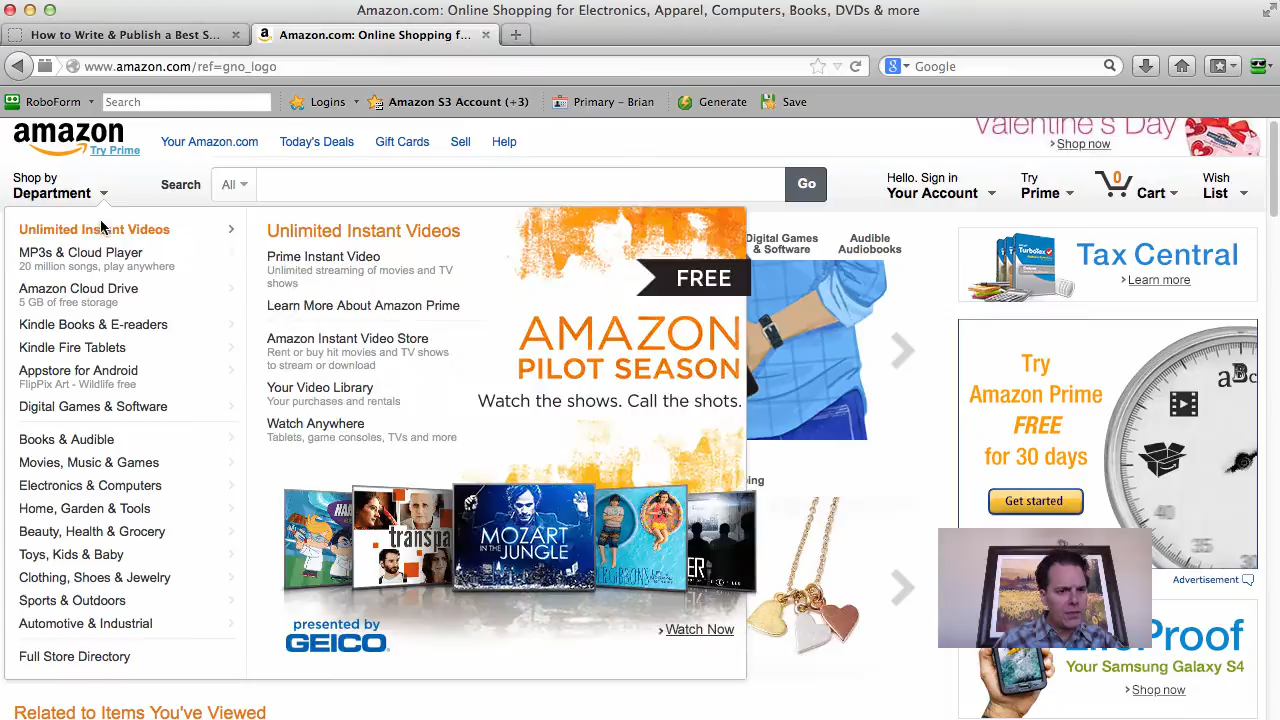 Amazon.com: Online Shopping for Electronics, Apparel, Computers, Books, DVDs & more
How to Write & Publish a Best S...
Amazon.com: Online Shopping f...
www.amazon.com/ref=gno_logo
Google
RoboForm
Search
Logins
Amazon S3 Account (+3)
Primary - Brian
Generate
Save
amazon
Try Prime
Your Amazon.com
Today's Deals
Gift Cards
Sell
Help
Valentine's Day
Shop now
Shop by
Department
Search
All
Go
Hello. Sign in
Your Account
Try
Prime
0
Cart
Wish
List
Unlimited Instant Videos
MP3s & Cloud Player
20 million songs, play anywhere
Amazon Cloud Drive
5 GB of free storage
Kindle Books & E-readers
Kindle Fire Tablets
Appstore for Android
FlipPix Art - Wildlife free
Digital Games & Software
Books & Audible
Movies, Music & Games
Electronics & Computers
Home, Garden & Tools
Beauty, Health & Grocery
Toys, Kids & Baby
Clothing, Shoes & Jewelry
Sports & Outdoors
Automotive & Industrial
Full Store Directory
Unlimited Instant Videos
Prime Instant Video
Unlimited streaming of movies and TV
shows
Learn More About Amazon Prime
Amazon Instant Video Store
Rent or buy hit movies and TV shows
to stream or download
Your Video Library
Your purchases and rentals
Watch Anywhere
Tablets, game consoles, TVs and more
FREE
AMAZON
PILOT SEASON
Watch the shows. Call the shots.
transpa
MOZART
IN THE JUNGLE
presented by
GEICO
Watch Now
Digital Games
& Software
Audible
Audiobooks
Tax Central
Learn more
Try
Amazon Prime
FREE
for 30 days
Get started
40
35
Advertisement
Proof
Your Samsung Galaxy S4
Shop now
Related to Items You've Viewed